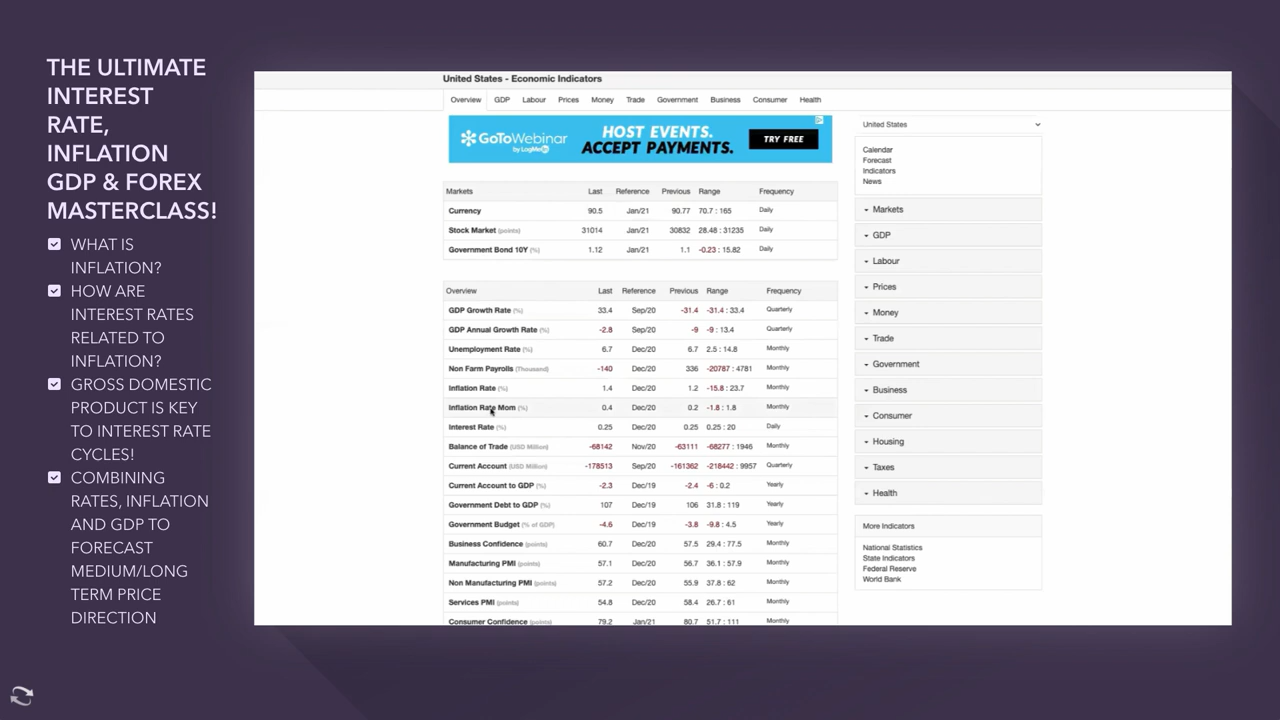 THE ULTIMATE
INTEREST
RATE,
INFLATION
GDP & FOREX
MASTERCLASS!
WHAT IS
INFLATION?
HOW ARE
INTEREST RATES
RELATED TO
INFLATION?
GROSS DOMESTIC
PRODUCT IS KEY
TO INTEREST RATE
CYCLES!
COMBINING
RATES, INFLATION
AND GDP TO
FORECAST
MEDIUM/LONG
TERM PRICE
DIRECTION
United States - Economic Indicators
Overview GDP Labour Prices Money Trade Government Business Consumer Health
GoToWebinar
by LogMeIn
HOST EVENTS.
ACCEPT PAYMENTS.
TRY FREE
Markets Last Reference Previous Range Frequency
Currency 90.5 Jan/21 90.77 70.7 : 165 Daily
Stock Market (points) 31014 Jan/21 30832 28.48 : 31235 Daily
Government Bond 10Y (%) 1.12 Jan/21 1.1 -0.23 : 15.82 Daily
Overview Last Reference Previous Range Frequency
GDP Growth Rate (%) 33.4 Sep/20 -31.4 -31.4 : 33.4 Quarterly
GDP Annual Growth Rate (%) -2.8 Sep/20 -9 -9 : 13.4 Quarterly
Unemployment Rate (%) 6.7 Dec/20 6.7 2.5 : 14.8 Monthly
Non Farm Payrolls (Thousand) -140 Dec/20 336 -20787 : 4781 Monthly
Inflation Rate (%) 1.4 Dec/20 1.2 -15.8 : 23.7 Monthly
Inflation Rate Mom (%) 0.4 Dec/20 0.2 -1.8 : 1.8 Monthly
Interest Rate (%) 0.25 Dec/20 0.25 0.25 : 20 Daily
Balance of Trade (USD Million) -68142 Nov/20 -63111 -68277 : 1946 Monthly
Current Account (USD Million) -178513 Sep/20 -161362 -218442 : 9957 Quarterly
Current Account to GDP (%) -2.3 Dec/19 -2.4 -6 : 0.2 Yearly
Government Debt to GDP (%) 107 Dec/19 106 31.8 : 119 Yearly
Government Budget (% of GDP) -4.6 Dec/19 -3.8 -9.8 : 4.5 Yearly
Business Confidence (points) 60.7 Dec/20 57.5 29.4 : 77.5 Monthly
Manufacturing PMI (points) 57.1 Dec/20 56.7 36.1 : 57.9 Monthly
Non Manufacturing PMI (points) 57.2 Dec/20 55.9 37.8 : 62 Monthly
Services PMI (points) 54.8 Dec/20 58.4 26.7 : 61 Monthly
Consumer Confidence (points) 79.2 Jan/21 80.7 51.7 : 111 Monthly
United States
Calendar
Forecast
Indicators
News
Markets
GDP
Labour
Prices
Money
Trade
Government
Business
Consumer
Housing
Taxes
Health
More Indicators
National Statistics
State Indicators
Federal Reserve
World Bank